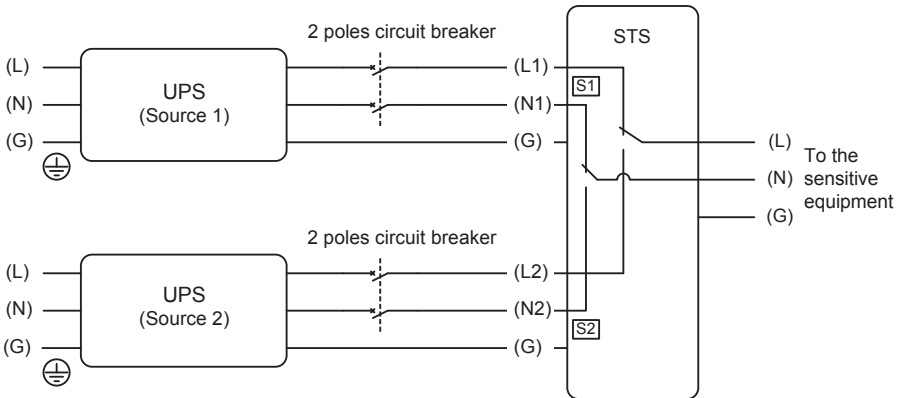 2 poles circuit breaker
STS
(L)
(N)
(G)
UPS
(Source 1)
(L1)
(N1)
(G)
S1
(L)
(N)
(G)
To the
sensitive
equipment
2 poles circuit breaker
(L)
(N)
(G)
UPS
(Source 2)
(L2)
(N2)
(G)
S2